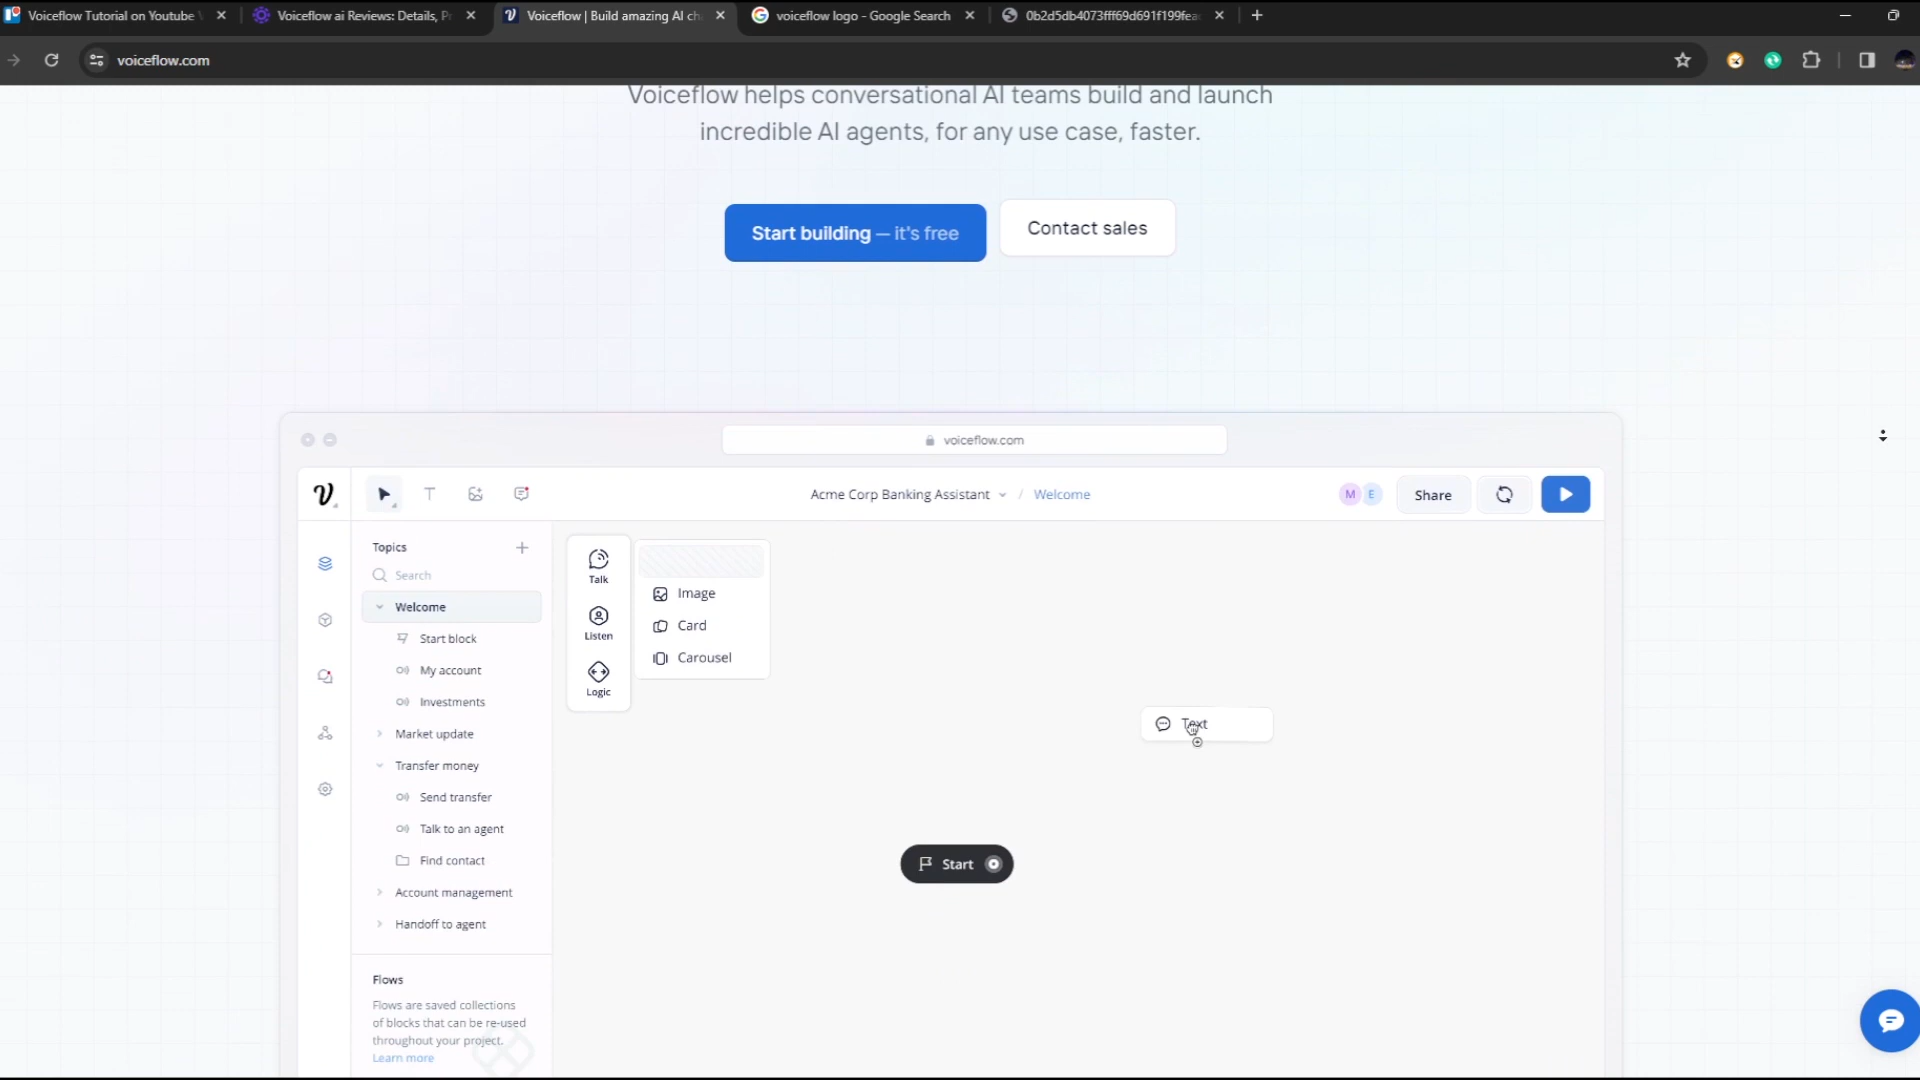 Voiceflow Tutorial on Youtube
Voiceflow ai Reviews: Details, P
Voiceflow | Build amazing AI ch
voiceflow logo - Google Search
0b2d5db4073fff69d691f199fea
voiceflow.com
Voiceflow helps conversational AI teams build and launch
incredible AI agents, for any use case, faster.
Start building — it's free
Contact sales
voiceflow.com
Acme Corp Banking Assistant / Welcome
M E
Share
Topics
Search
Welcome
Start block
My account
Investments
Market update
Transfer money
Send transfer
Talk to an agent
Find contact
Account management
Handoff to agent
Flows
Flows are saved collections
of blocks that can be re-used
throughout your project.
Learn more
Talk
Listen
Logic
Image
Card
Carousel
Text
Start